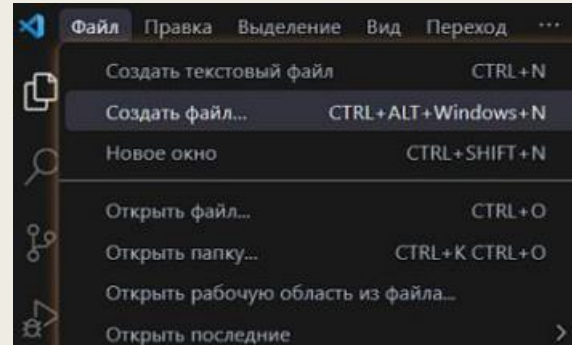 Файл Правка Выделение Вид Переход ...
Создать текстовый файл CTRL+N
Создать файл... CTRL+ALT+Windows+N
Новое окно CTRL+SHIFT+N
Открыть файл... CTRL+O
Открыть папку... CTRL+K CTRL+O
Открыть рабочую область из файла...
Открыть последние >